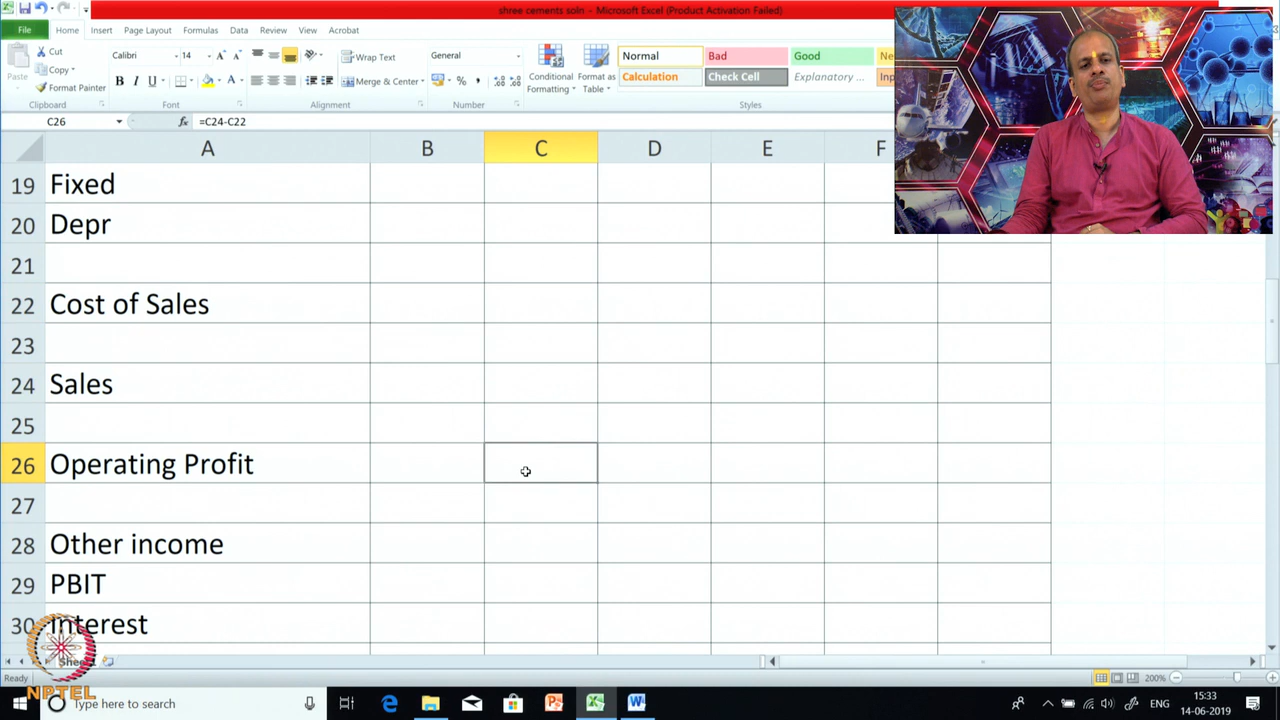 shree cements soln - Microsoft Excel (Product Activation Failed)
File Home Insert Page Layout Formulas Data Review View Acrobat
Paste
Cut
Copy
Format Painter
Clipboard
Calibri 14
B I U
Font
Wrap Text
Merge & Center
Alignment
General
Number
Conditional Formatting
Format as Table
Normal Bad Good
Calculation Check Cell Explanary ...
Styles
C26 fx =C24-C22
A B C D E F
19 Fixed
20 Depr
21
22 Cost of Sales
23
24 Sales
25
26 Operating Profit
27
28 Other income
29 PBIT
30 Interest
Ready 200%
NPTEL
Type here to search
ENG
15:33
14-06-2019